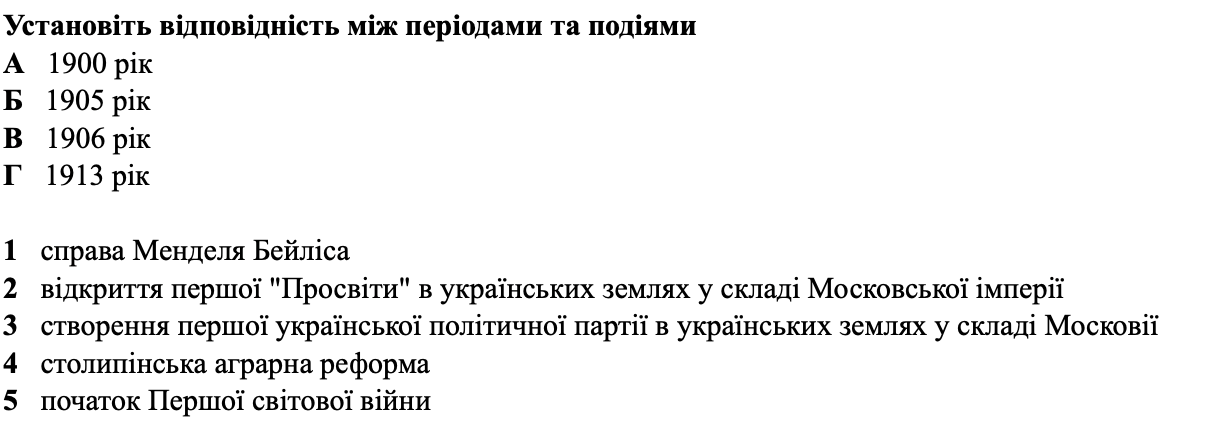 Установіть відповідність між періодами та подіями
А 1900 рік
Б 1905 рік
В 1906 рік
Г 1913 рік
1 справа Менделя Бейліса
2 відкриття першої "Просвіти" в українських землях у складі Московської імперії
3 створення першої української політичної партії в українських землях у складі Московії
4 столипінська аграрна реформа
5 початок Першої світової війни